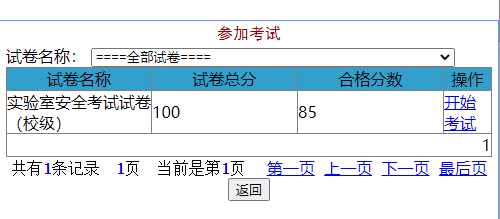 参加考试
试卷名称： ====全部试卷====
试卷名称 试卷总分 合格分数 操作
实验室安全考试试卷 100 85 开始
（校级） 考试
1
共有1条记录 1页 当前是第1页 第一页 上一页 下一页 最后页
返回